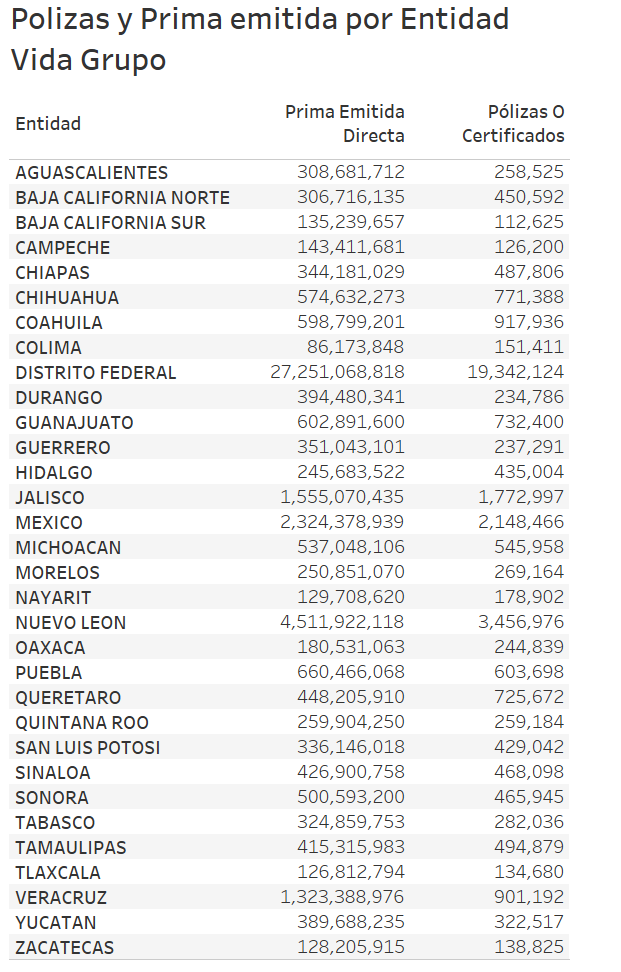 Polizas y Prima emitida por Entidad
Vida Grupo
Entidad Prima Emitida Directa Pólizas O Certificados
AGUASCALIENTES 308,681,712 258,525
BAJA CALIFORNIA NORTE 306,716,135 450,592
BAJA CALIFORNIA SUR 135,239,657 112,625
CAMPECHE 143,411,681 126,200
CHIAPAS 344,181,029 487,806
CHIHUAHUA 574,632,273 771,388
COAHUILA 598,799,201 917,936
COLIMA 86,173,848 151,411
DISTRITO FEDERAL 27,251,068,818 19,342,124
DURANGO 394,480,341 234,786
GUANAJUATO 602,891,600 732,400
GUERRERO 351,043,101 237,291
HIDALGO 245,683,522 435,004
JALISCO 1,555,070,435 1,772,997
MEXICO 2,324,378,939 2,148,466
MICHOACAN 537,048,106 545,958
MORELOS 250,851,070 269,164
NAYARIT 129,708,620 178,902
NUEVO LEON 4,511,922,118 3,456,976
OAXACA 180,531,063 244,839
PUEBLA 660,466,068 603,698
QUERETARO 448,205,910 725,672
QUINTANA ROO 259,904,250 259,184
SAN LUIS POTOSI 336,146,018 429,042
SINALOA 426,900,758 468,098
SONORA 500,593,200 465,945
TABASCO 324,859,753 282,036
TAMAULIPAS 415,315,983 494,879
TLAXCALA 126,812,794 134,680
VERACRUZ 1,323,388,976 901,192
YUCATAN 389,688,235 322,517
ZACATECAS 128,205,915 138,825